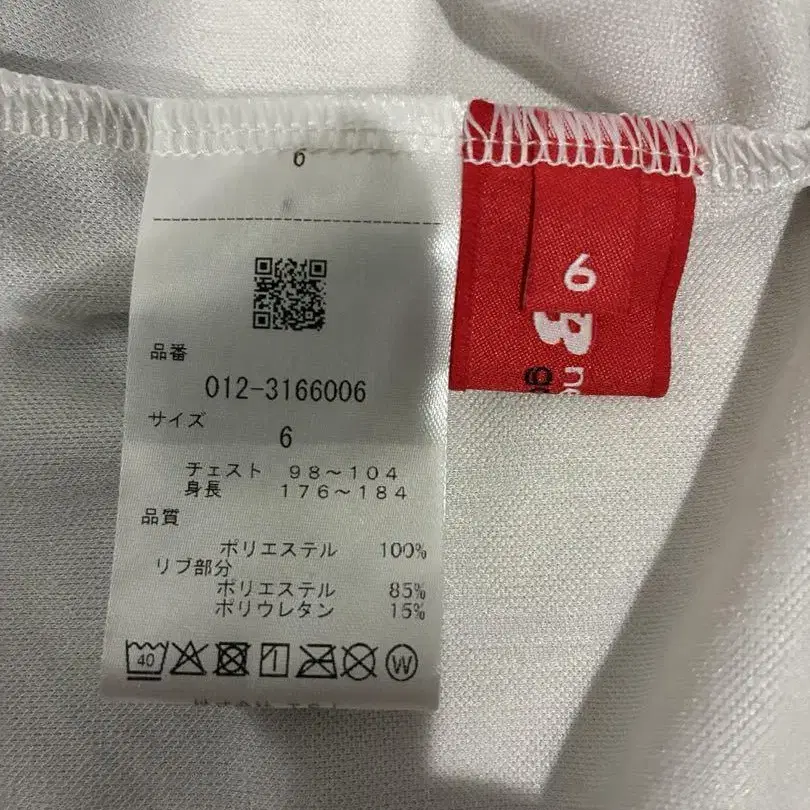 6
品番
012-3166006
サイズ
6
チェスト 98～104
身長 176～184
品質
ポリエステル 100%
リブ部分
ポリエステル 85%
ポリウレタン 15%
40
W
6